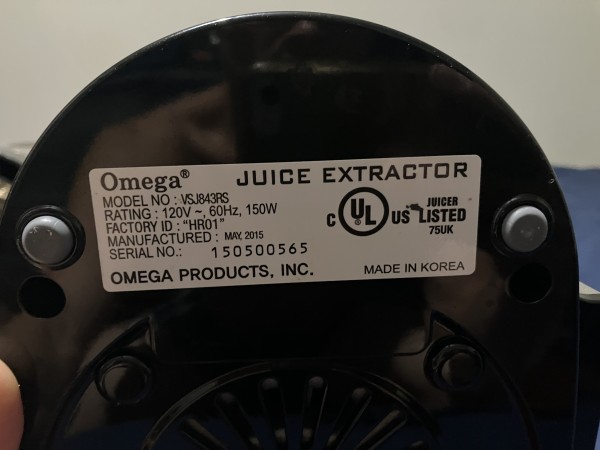 Omega® JUICE EXTRACTOR
MODEL NO : VSJ843RS
RATING : 120V ~, 60Hz, 150W
FACTORY ID : "HR01"
MANUFACTURED : MAY, 2015
SERIAL NO.: 150500565
OMEGA PRODUCTS, INC.
C UL US JUICER
LISTED
75UK
MADE IN KOREA